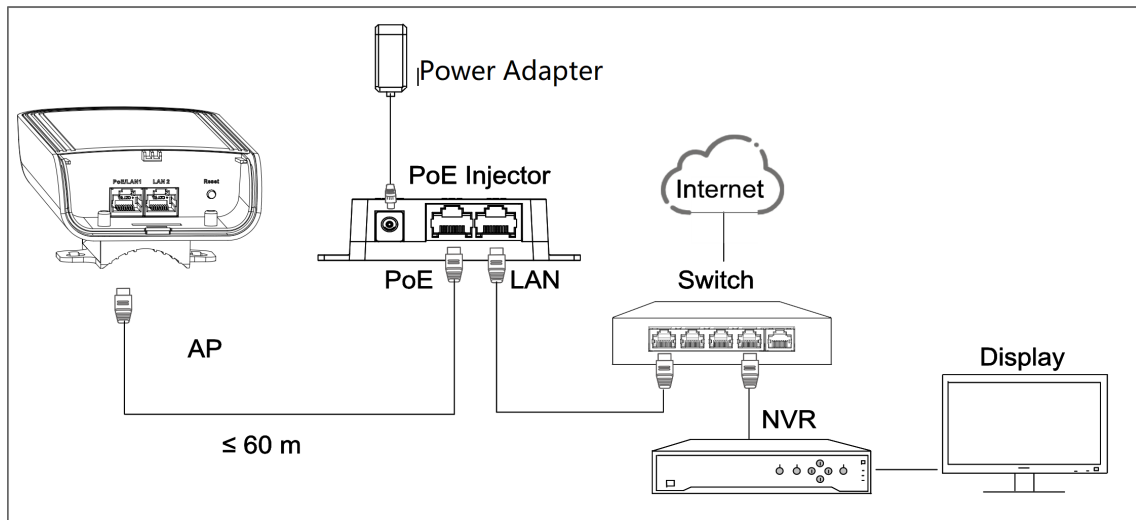 Power Adapter
PoE/LAN1 LAN 2 Reset
PoE Injector
Internet
PoE LAN
Switch
AP
Display
NVR
≤ 60 m